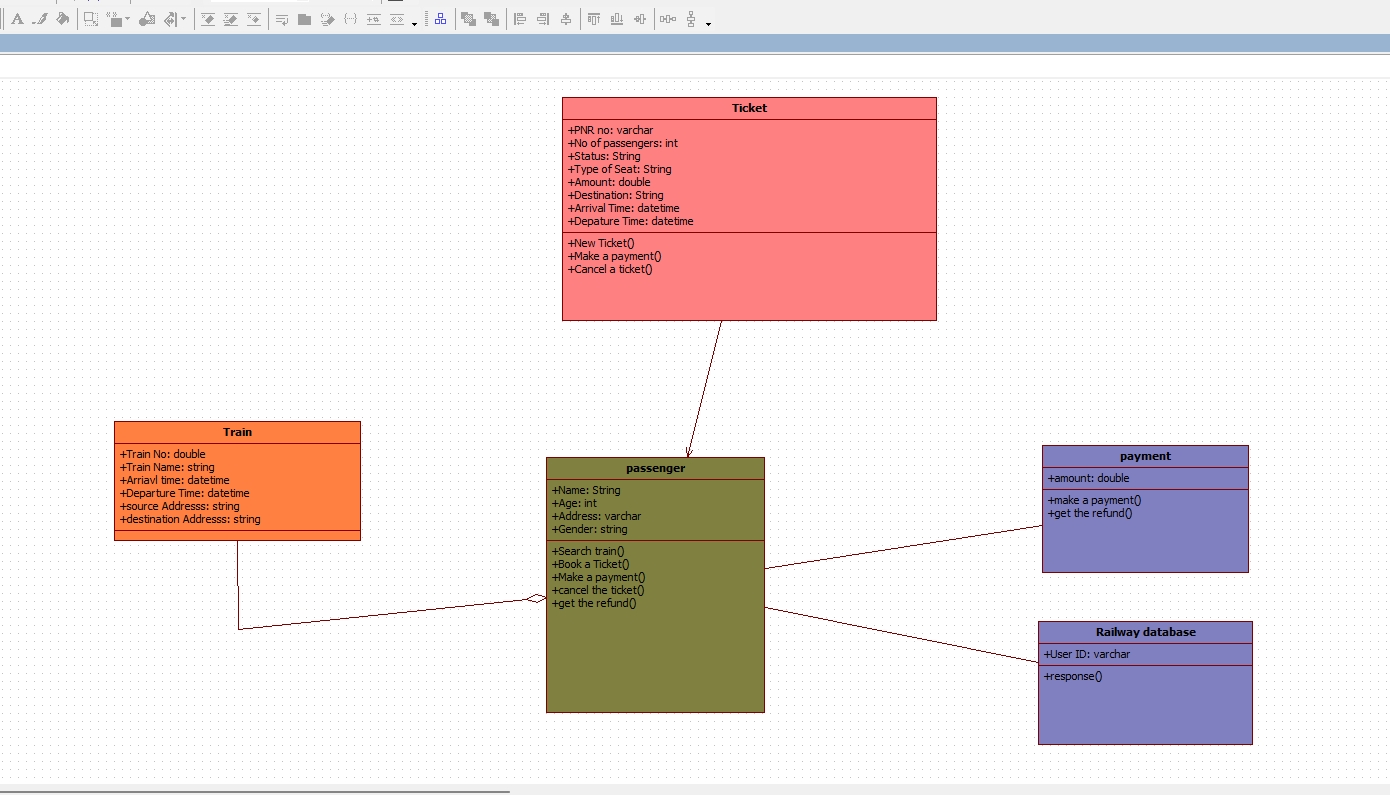 Ticket
+PNR no: varchar
+No of passengers: int
+Status: String
+Type of Seat: String
+Amount: double
+Destination: String
+Arrival Time: datetime
+Depature Time: datetime
+New Ticket()
+Make a payment()
+Cancel a ticket()
Train
+Train No: double
+Train Name: string
+Arriavl time: datetime
+Departure Time: datetime
+source Addresss: string
+destination Addresss: string
passenger
+Name: String
+Age: int
+Address: varchar
+Gender: string
+Search train()
+Book a Ticket()
+Make a payment()
+cancel the ticket()
+get the refund()
payment
+amount: double
+make a payment()
+get the refund()
Railway database
+User ID: varchar
+response()